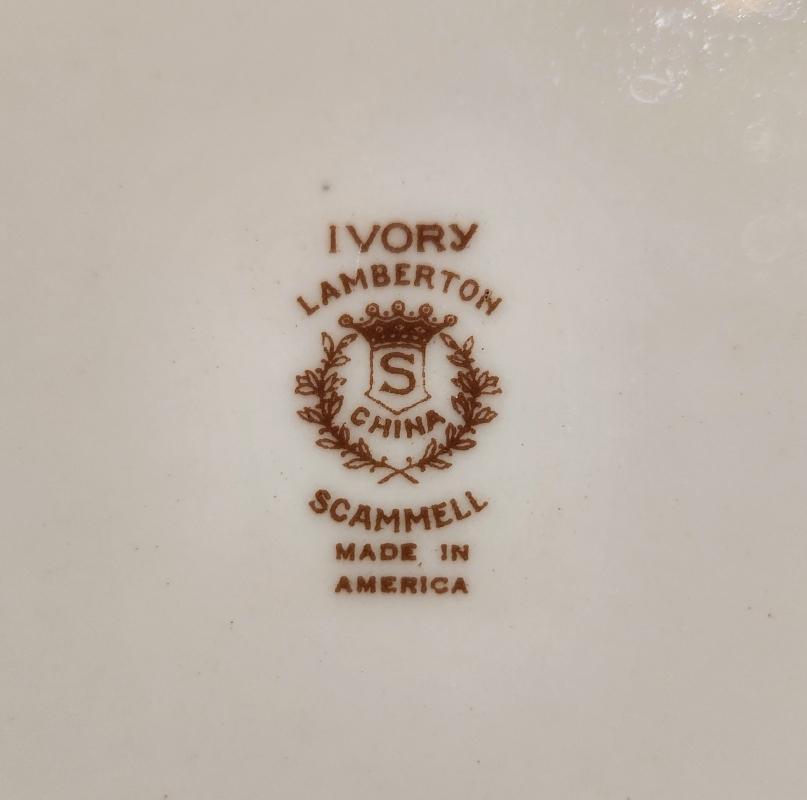 IVORY
LAMBERTON
S
CHINA
SCAMMELL
MADE IN
AMERICA